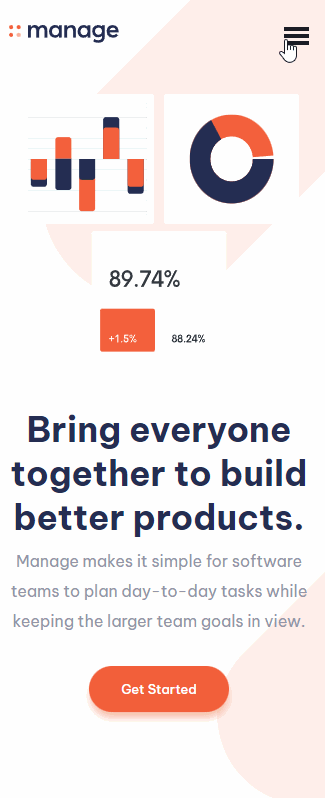 manage
89.74%
+1.5%
88.24%
Bring everyone
together to build
better products.
Manage makes it simple for software
teams to plan day-to-day tasks while
keeping the larger team goals in view.
Get Started